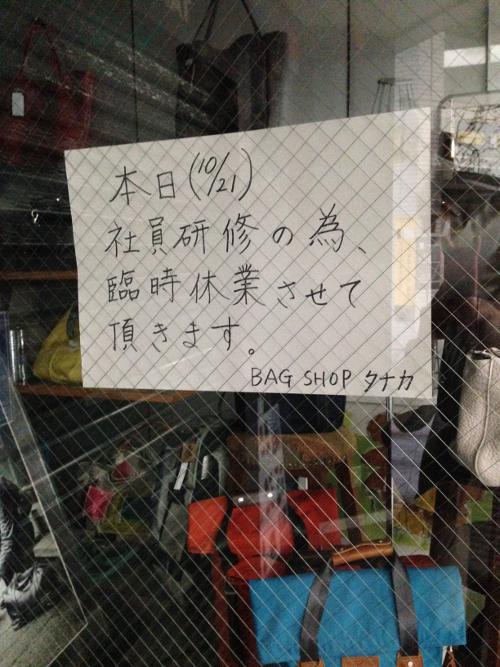 本日(10/21)
社員研修の為、
臨時休業させて
頂きます。
BAG SHOP タナカ